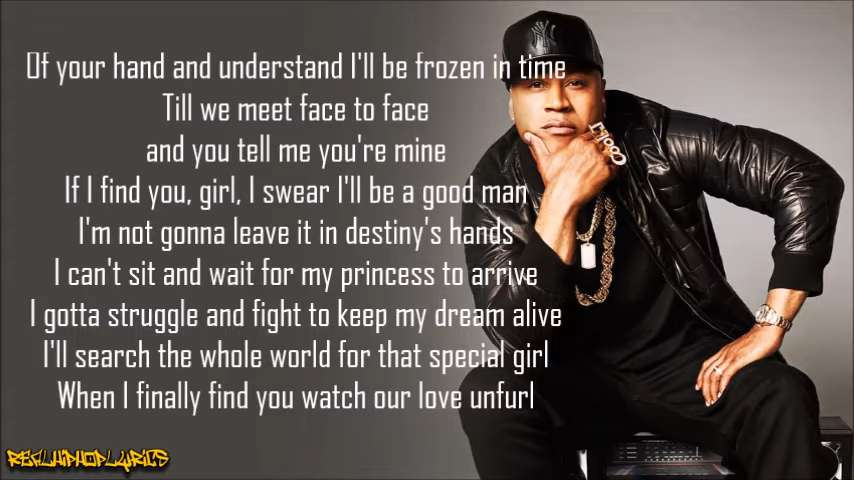 Of your hand and understand I'll be frozen in time
Till we meet face to face
and you tell me you're mine
If I find you, girl, I swear I'll be a good man
I'm not gonna leave it in destiny's hands
I can't sit and wait for my princess to arrive
I gotta struggle and fight to keep my dream alive
I'll search the whole world for that special girl
When I finally find you watch our love unfurl
REALHIPHOPLYRICS
NY